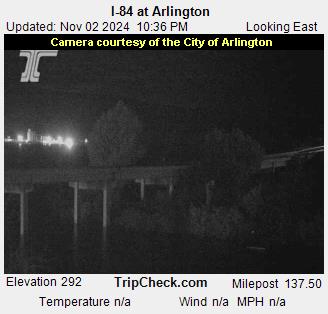 I-84 at Arlington
Updated: Nov 02 2024 10:36 PM Looking East
Camera courtesy of the City of Arlington
Elevation 292 TripCheck.com Milepost 137.50
Temperature n/a Wind n/a MPH n/a